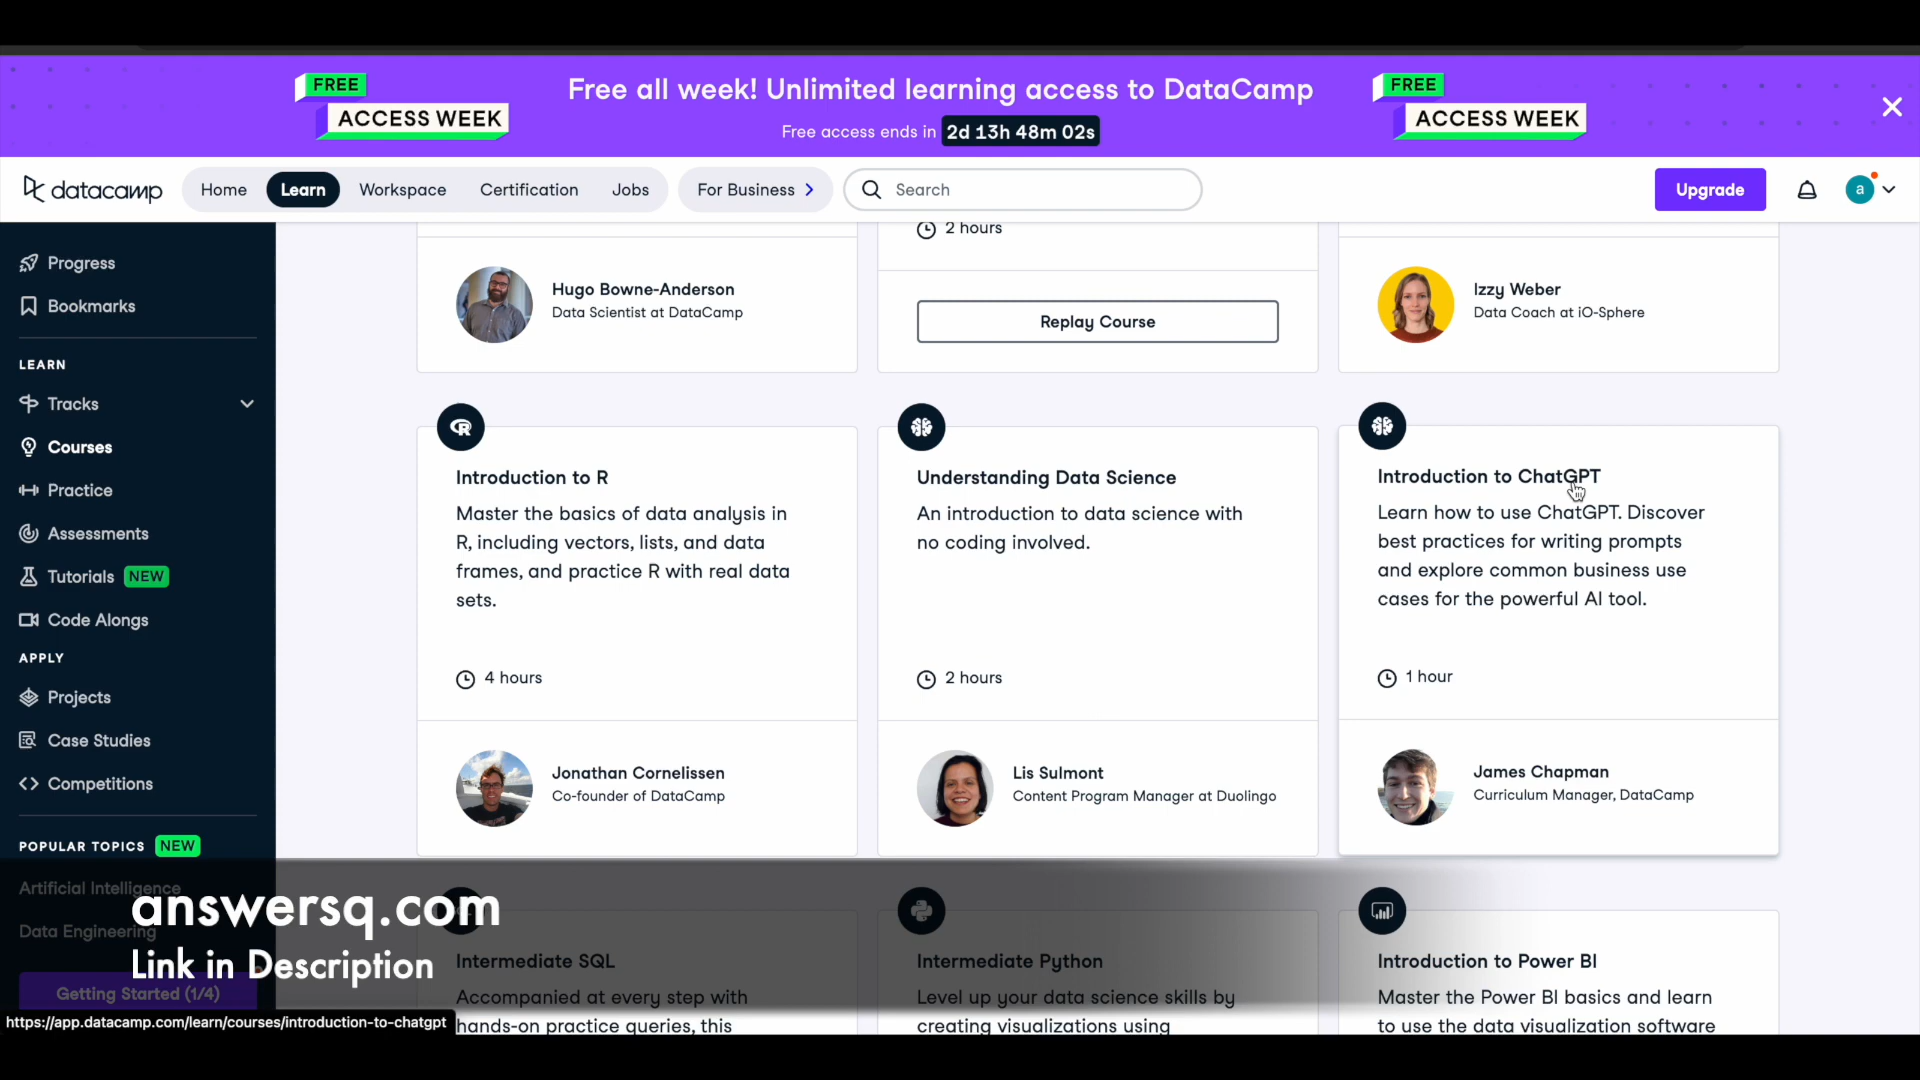 FREE
ACCESS WEEK
Free all week! Unlimited learning access to DataCamp
Free access ends in 2d 13h 48m 02s
FREE
ACCESS WEEK
datacamp
Home
Learn
Workspace
Certification
Jobs
For Business
Search
Upgrade
a
Progress
Bookmarks
LEARN
Tracks
Courses
Practice
Assessments
Tutorials NEW
Code Alongs
APPLY
Projects
Case Studies
Competitions
POPULAR TOPICS NEW
Artificial Intelligence
Data Engineering
Getting Started (1/4)
Hugo Bowne-Anderson
Data Scientist at DataCamp
2 hours
Replay Course
Izzy Weber
Data Coach at iO-Sphere
R
Introduction to R
Master the basics of data analysis in
R, including vectors, lists, and data
frames, and practice R with real data
sets.
4 hours
Jonathan Cornelissen
Co-founder of DataCamp
Understanding Data Science
An introduction to data science with
no coding involved.
2 hours
Lis Sulmont
Content Program Manager at Duolingo
Introduction to ChatGPT
Learn how to use ChatGPT. Discover
best practices for writing prompts
and explore common business use
cases for the powerful AI tool.
1 hour
James Chapman
Curriculum Manager, DataCamp
Intermediate SQL
Accompanied at every step with
hands-on practice queries, this
Intermediate Python
Level up your data science skills by
creating visualizations using
Introduction to Power BI
Master the Power BI basics and learn
to use the data visualization software
answersq.com
Link in Description
https://app.datacamp.com/learn/courses/introduction-to-chatgpt